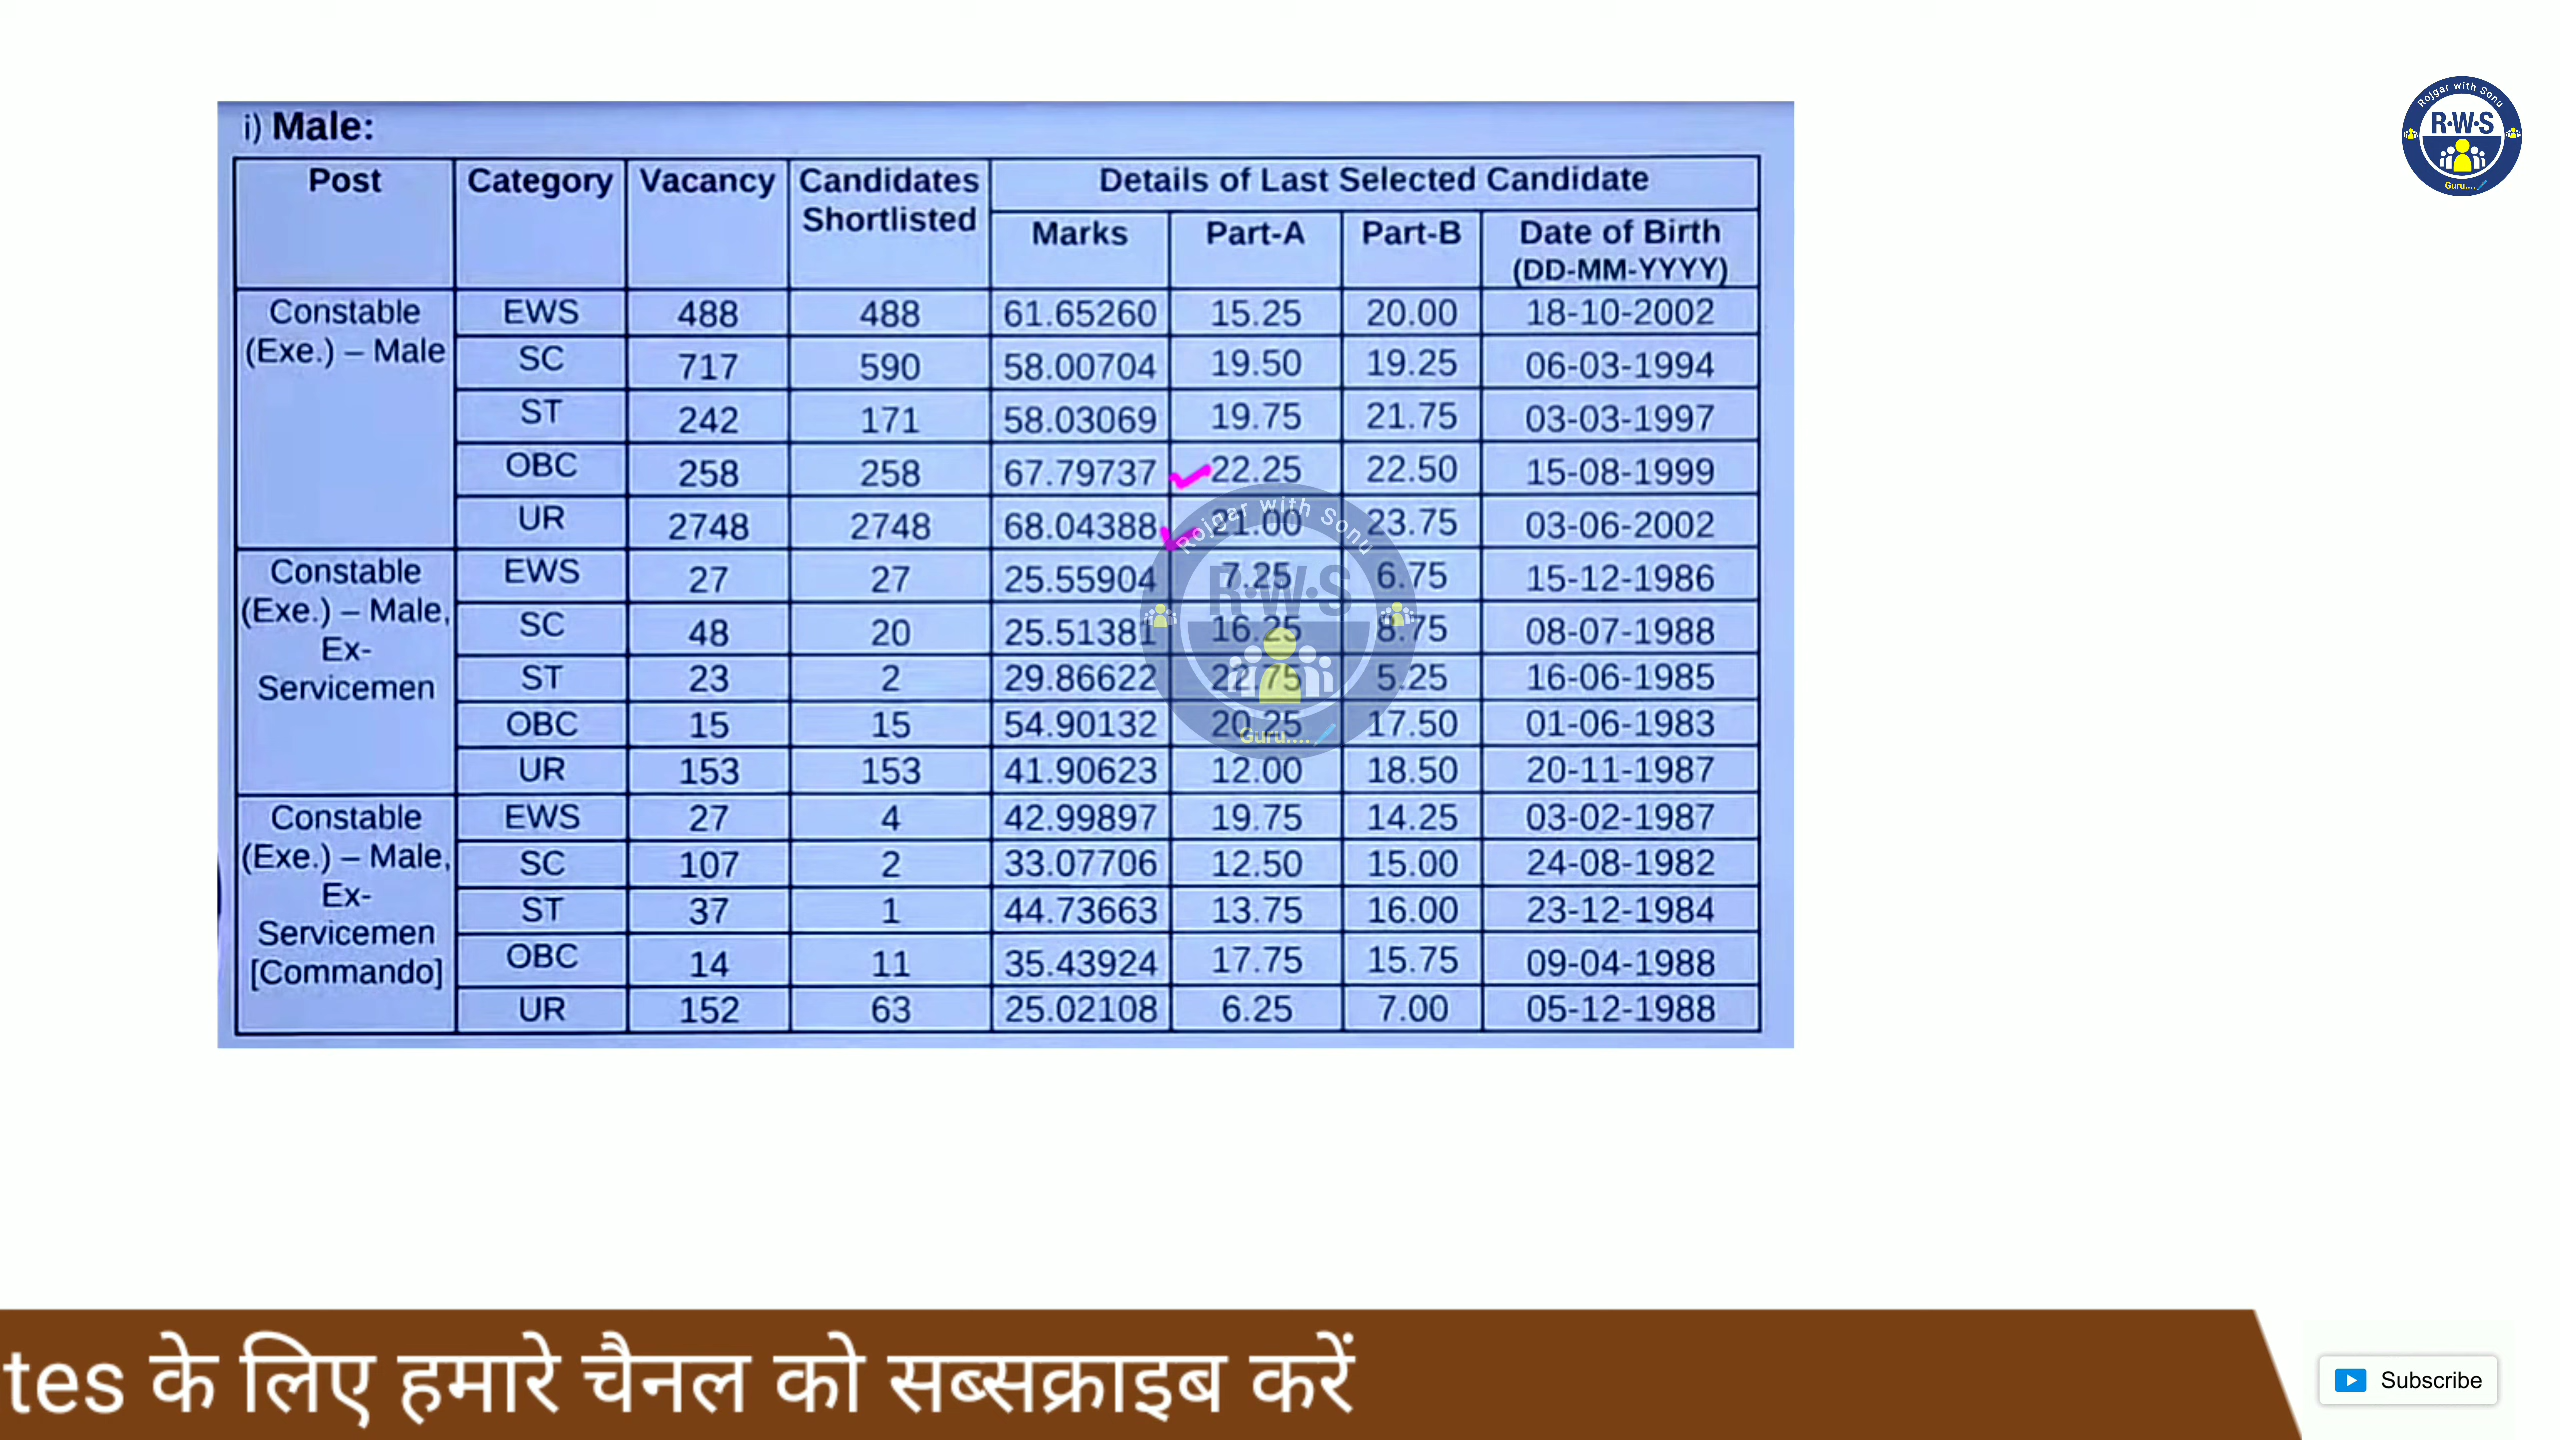 Rojgar with Sonu
R·W·S
Guru....
i) Male:
Post Category Vacancy Candidates Shortlisted Details of Last Selected Candidate
Marks Part-A Part-B Date of Birth (DD-MM-YYYY)
Constable (Exe.) – Male
EWS 488 488 61.65260 15.25 20.00 18-10-2002
SC 717 590 58.00704 19.50 19.25 06-03-1994
ST 242 171 58.03069 19.75 21.75 03-03-1997
OBC 258 258 67.79737 22.25 22.50 15-08-1999
UR 2748 2748 68.04388 21.00 23.75 03-06-2002
Constable (Exe.) – Male, Ex-Servicemen
EWS 27 27 25.55904 7.25 6.75 15-12-1986
SC 48 20 25.51381 16.25 8.75 08-07-1988
ST 23 2 29.86622 22.75 5.25 16-06-1985
OBC 15 15 54.90132 20.25 17.50 01-06-1983
UR 153 153 41.90623 12.00 18.50 20-11-1987
Constable (Exe.) – Male, Ex-Servicemen [Commando]
EWS 27 4 42.99897 19.75 14.25 03-02-1987
SC 107 2 33.07706 12.50 15.00 24-08-1982
ST 37 1 44.73663 13.75 16.00 23-12-1984
OBC 14 11 35.43924 17.75 15.75 09-04-1988
UR 152 63 25.02108 6.25 7.00 05-12-1988
Rojgar with Sonu
R·W·S
Guru....
tes के लिए हमारे चैनल को सब्सक्राइब करें
Subscribe